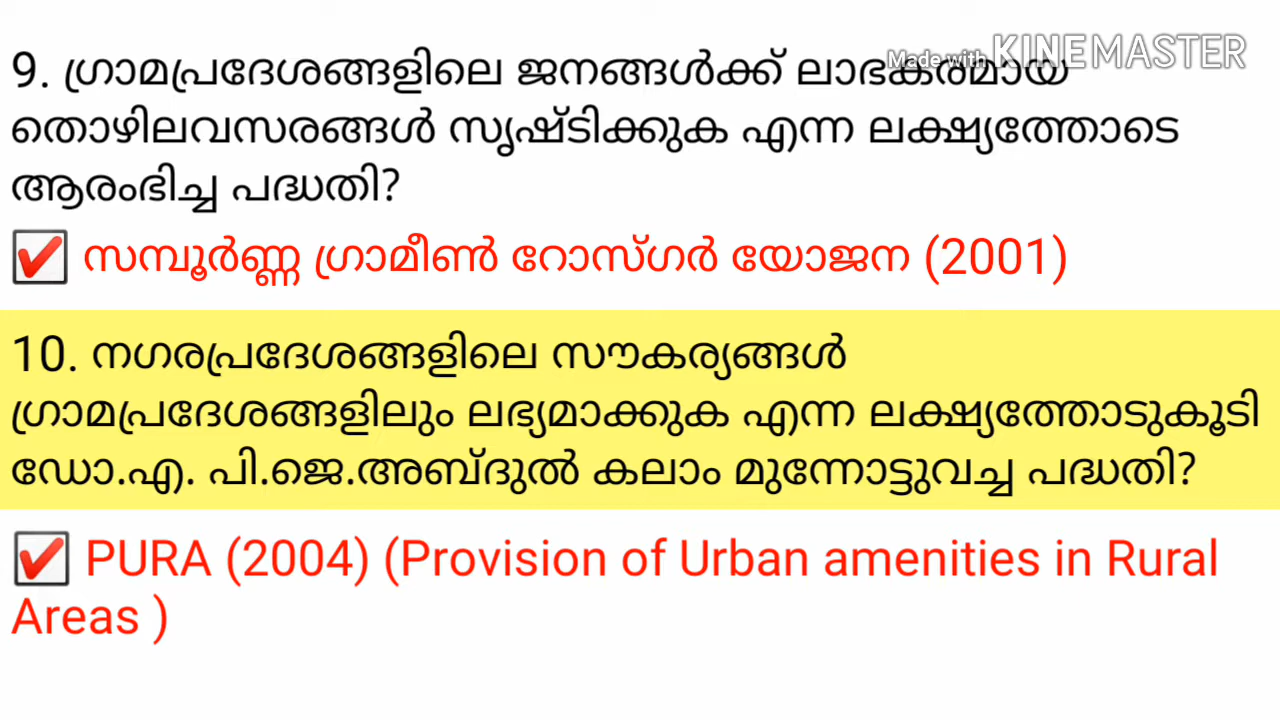 Made with KINEMASTER
9. ഗ്രാമപ്രദേശങ്ങളിലെ ജനങ്ങൾക്ക് ലാഭകരമായ
തൊഴിലവസരങ്ങൾ സൃഷ്ടിക്കുക എന്ന ലക്ഷ്യത്തോടെ
ആരംഭിച്ച പദ്ധതി?
☑ സമ്പൂർണ്ണ ഗ്രാമീൺ റോസ്ഗർ യോജന (2001)
10. നഗരപ്രദേശങ്ങളിലെ സൗകര്യങ്ങൾ
ഗ്രാമപ്രദേശങ്ങളിലും ലഭ്യമാക്കുക എന്ന ലക്ഷ്യത്തോടുകൂടി
ഡോ.എ. പി.ജെ.അബ്ദുൽ കലാം മുന്നോട്ടുവച്ച പദ്ധതി?
☑ PURA (2004) (Provision of Urban amenities in Rural
Areas )